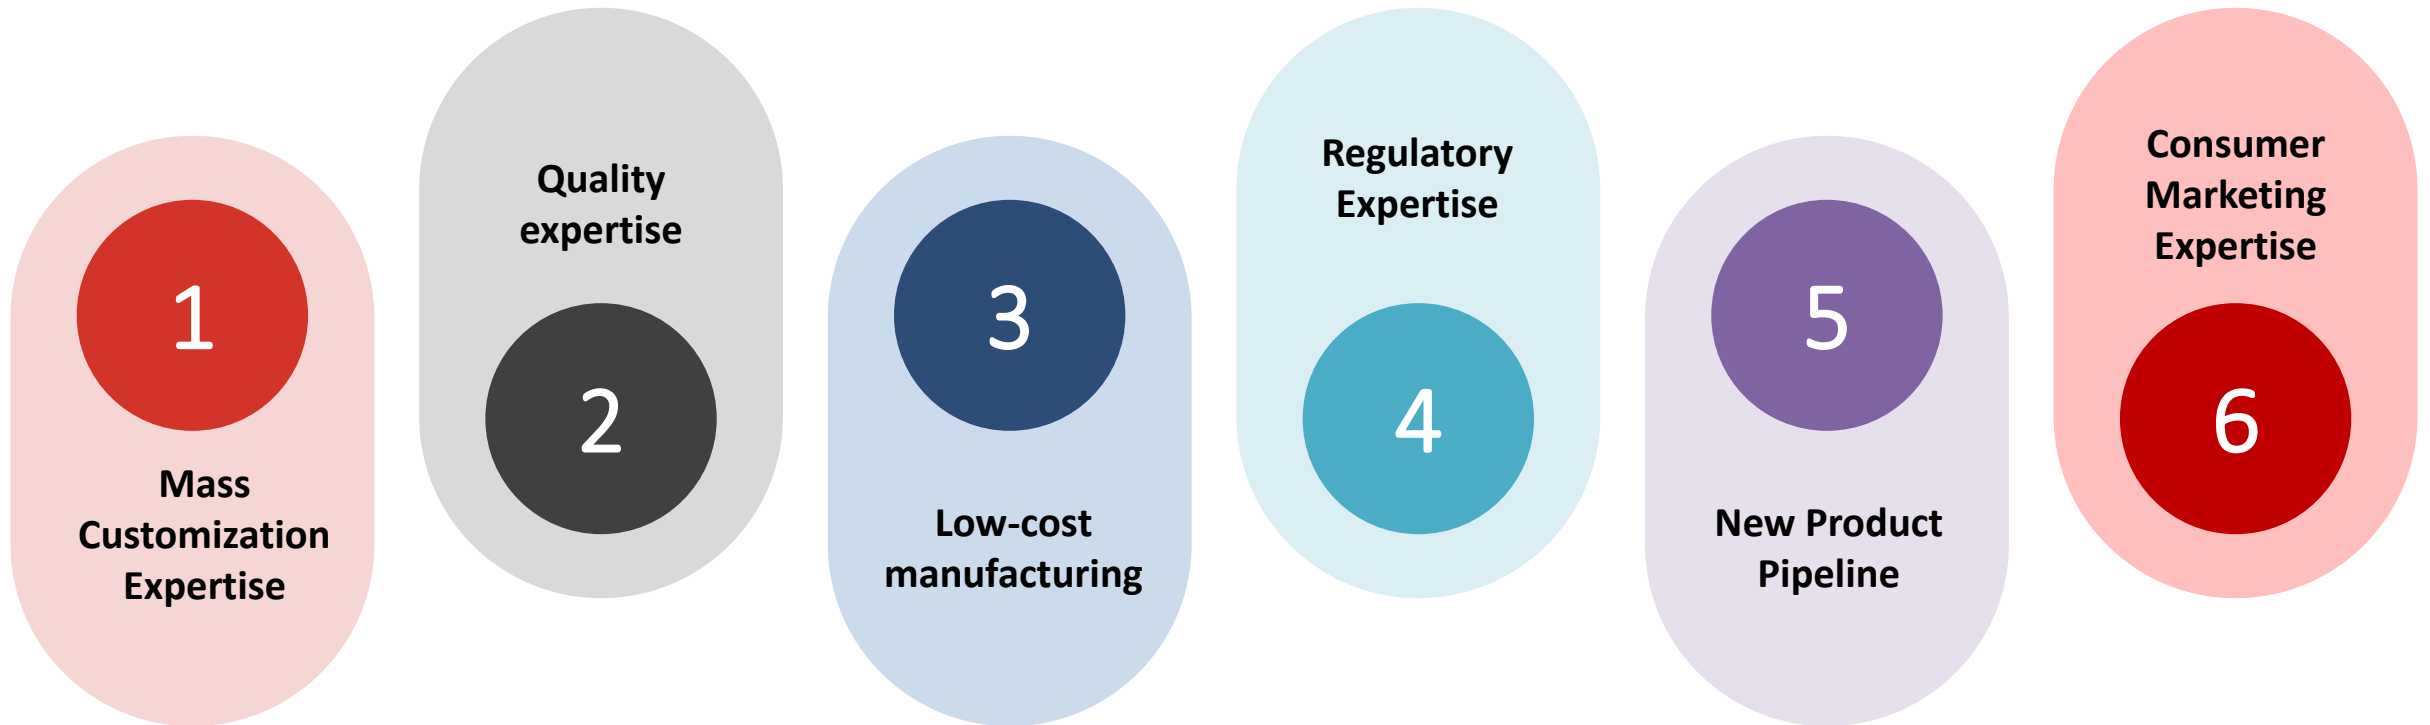 1
Mass
Customization
Expertise
Quality
expertise
2
3
Low-cost
manufacturing
Regulatory
Expertise
4
5
New Product
Pipeline
Consumer
Marketing
Expertise
6